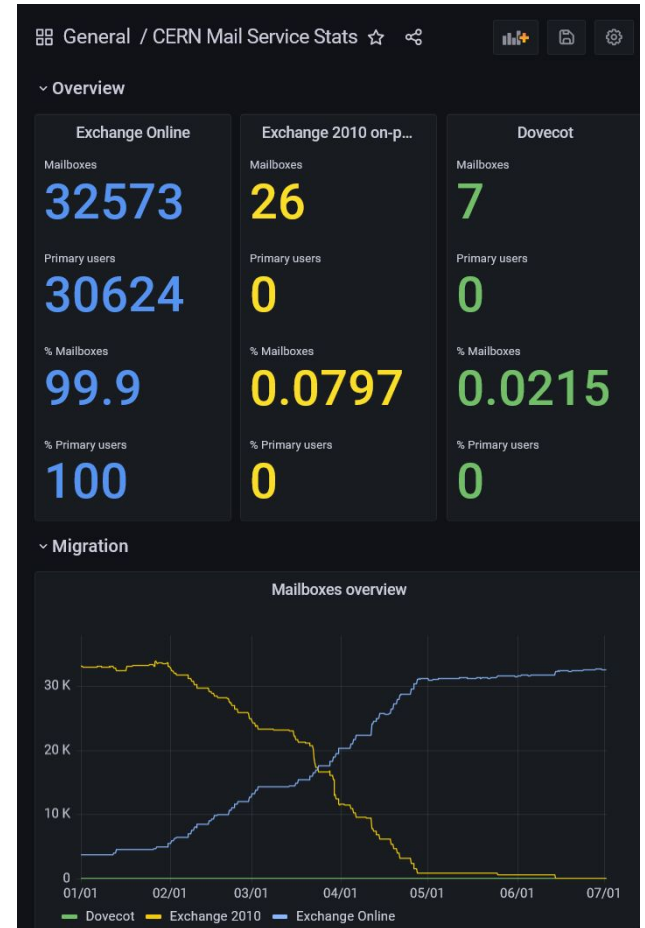 General / CERN Mail Service Stats
Overview
Exchange Online
Mailboxes
32573
Primary users
30624
% Mailboxes
99.9
% Primary users
100
Exchange 2010 on-p...
Mailboxes
26
Primary users
0
% Mailboxes
0.0797
% Primary users
0
Dovecot
Mailboxes
7
Primary users
0
% Mailboxes
0.0215
% Primary users
0
Migration
Mailboxes overview
30 K
20 K
10 K
0
01/01 02/01 03/01 04/01 05/01 06/01 07/01
Dovecot Exchange 2010 Exchange Online